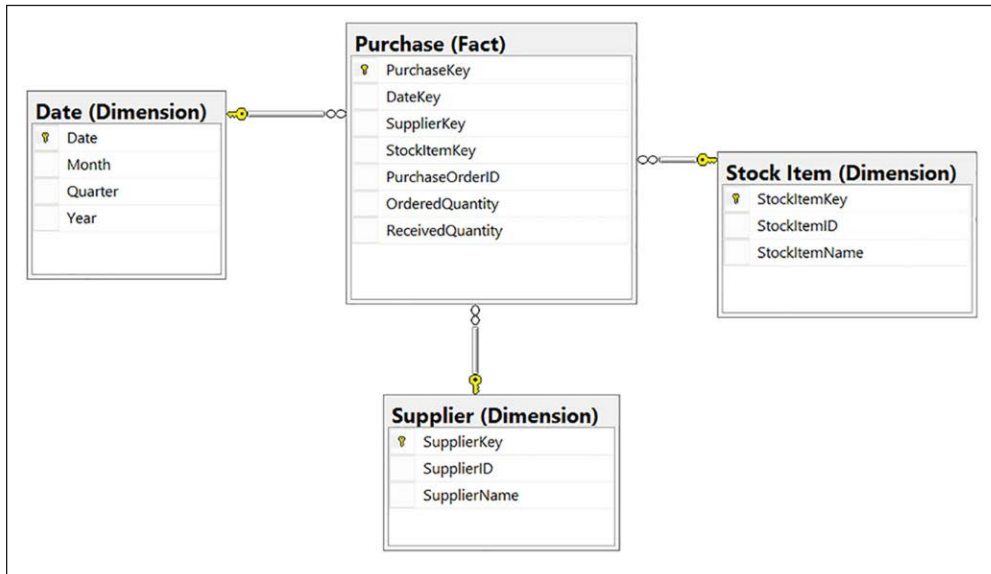 Purchase (Fact)
PurchaseKey
DateKey
SupplierKey
StockItemKey
PurchaseOrderID
OrderedQuantity
ReceivedQuantity
Date (Dimension)
Date
Month
Quarter
Year
Stock Item (Dimension)
StockItemKey
StockItemID
StockItemName
Supplier (Dimension)
SupplierKey
SupplierID
SupplierName